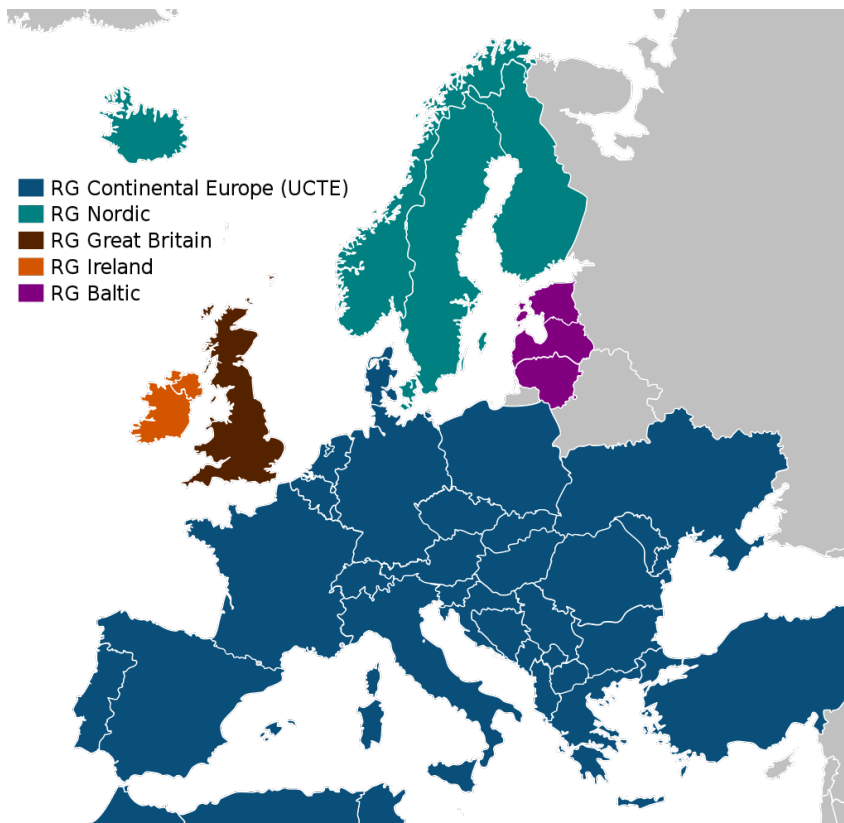 RG Continental Europe (UCTE)
RG Nordic
RG Great Britain
RG Ireland
RG Baltic